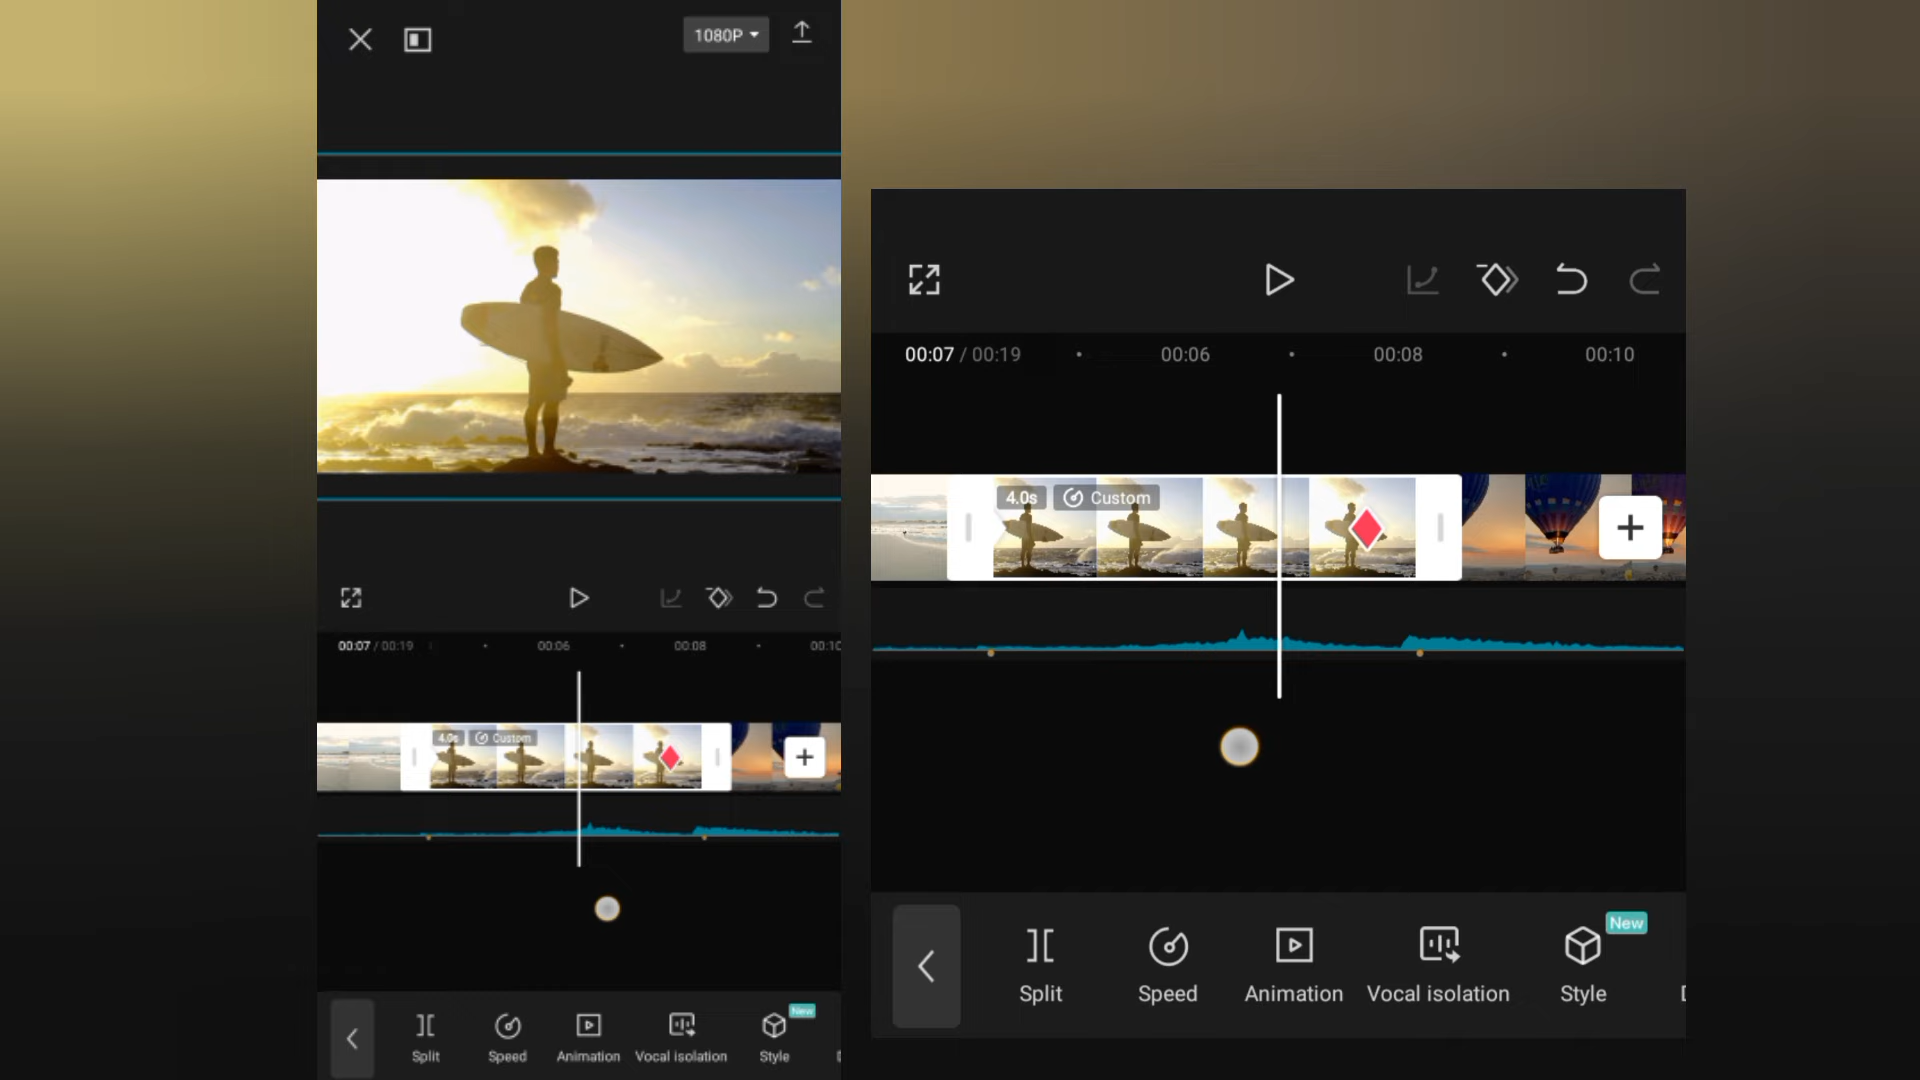 1080P
00:07 / 00:19
00:06
00:08
00:10
4.0s
Custom
New
Split
Speed
Animation
Vocal isolation
Style
00:07 / 00:19
00:06
00:08
00:10
4.0s
Custom
New
Split
Speed
Animation
Vocal isolation
Style